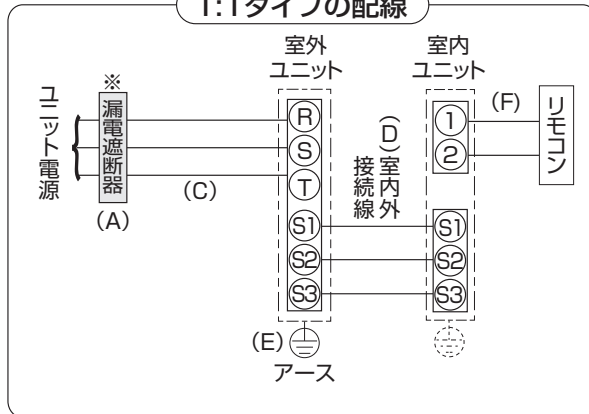 1:1タイプの配線
室外
ユニット
室内
ユニット
ユニット電源
※
漏電遮断器
(A)
(C)
R
S
T
S1
S2
S3
(E)
アース
(D)室内外
接続線
1
2
S1
S2
S3
(F)
リモコン